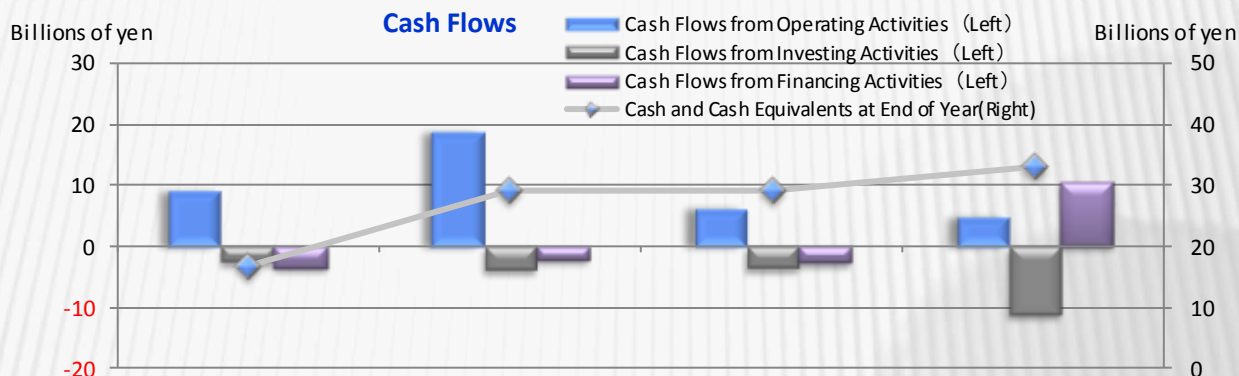 Cash Flows
Billions of yen
Cash Flows from Operating Activities（Left）
Cash Flows from Investing Activities（Left）
Cash Flows from Financing Activities（Left）
Cash and Cash Equivalents at End of Year(Right)
Billions of yen
30
20
10
0
-10
-20
50
40
30
20
10
0